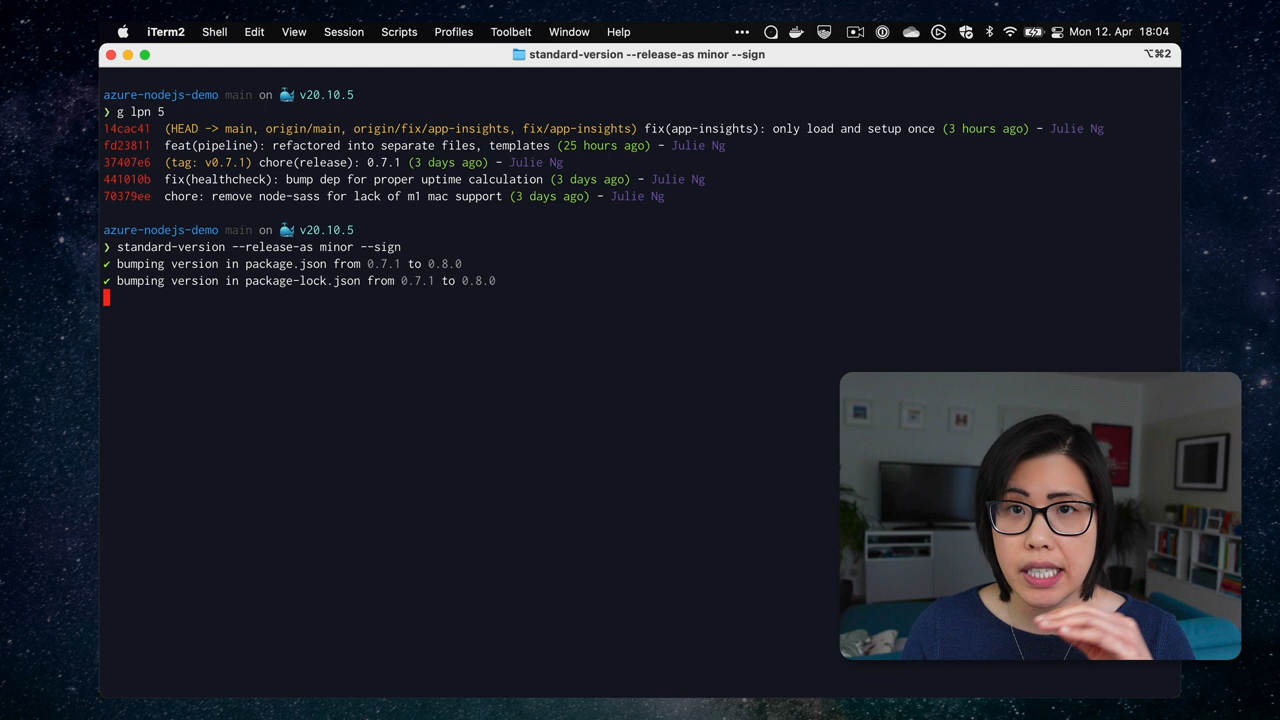 iTerm2 Shell Edit View Session Scripts Profiles Toolbelt Window Help ••• Mon 12. Apr 18:04
standard-version --release-as minor --sign ⌥⌘2
azure-nodejs-demo main on 🐳 v20.10.5
❯ g lpn 5
14cac41 (HEAD -> main, origin/main, origin/fix/app-insights, fix/app-insights) fix(app-insights): only load and setup once (3 hours ago) - Julie Ng
fd23811 feat(pipeline): refactored into separate files, templates (25 hours ago) - Julie Ng
37407e6 (tag: v0.7.1) chore(release): 0.7.1 (3 days ago) - Julie Ng
441010b fix(healthcheck): bump dep for proper uptime calculation (3 days ago) - Julie Ng
70379ee chore: remove node-sass for lack of m1 mac support (3 days ago) - Julie Ng
azure-nodejs-demo main on 🐳 v20.10.5
❯ standard-version --release-as minor --sign
✔ bumping version in package.json from 0.7.1 to 0.8.0
✔ bumping version in package-lock.json from 0.7.1 to 0.8.0